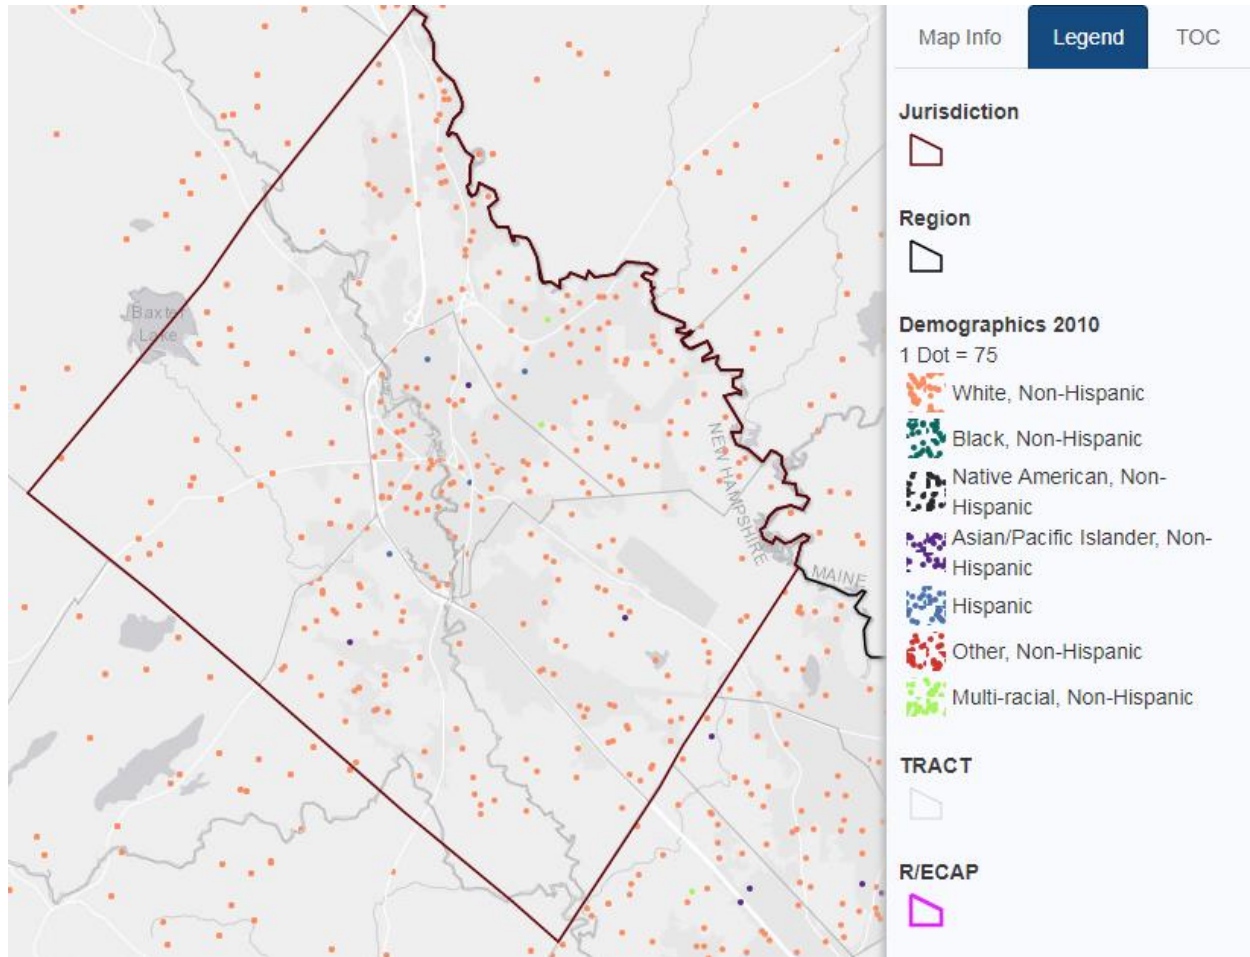 Map Info
Legend
TOC
Jurisdiction
Region
Demographics 2010
1 Dot = 75
White, Non-Hispanic
Black, Non-Hispanic
Native American, Non-
Hispanic
Asian/Pacific Islander, Non-
Hispanic
Hispanic
Other, Non-Hispanic
Multi-racial, Non-Hispanic
TRACT
R/ECAP
Baxter
Lake
NEW HAMPSHIRE
MAINE